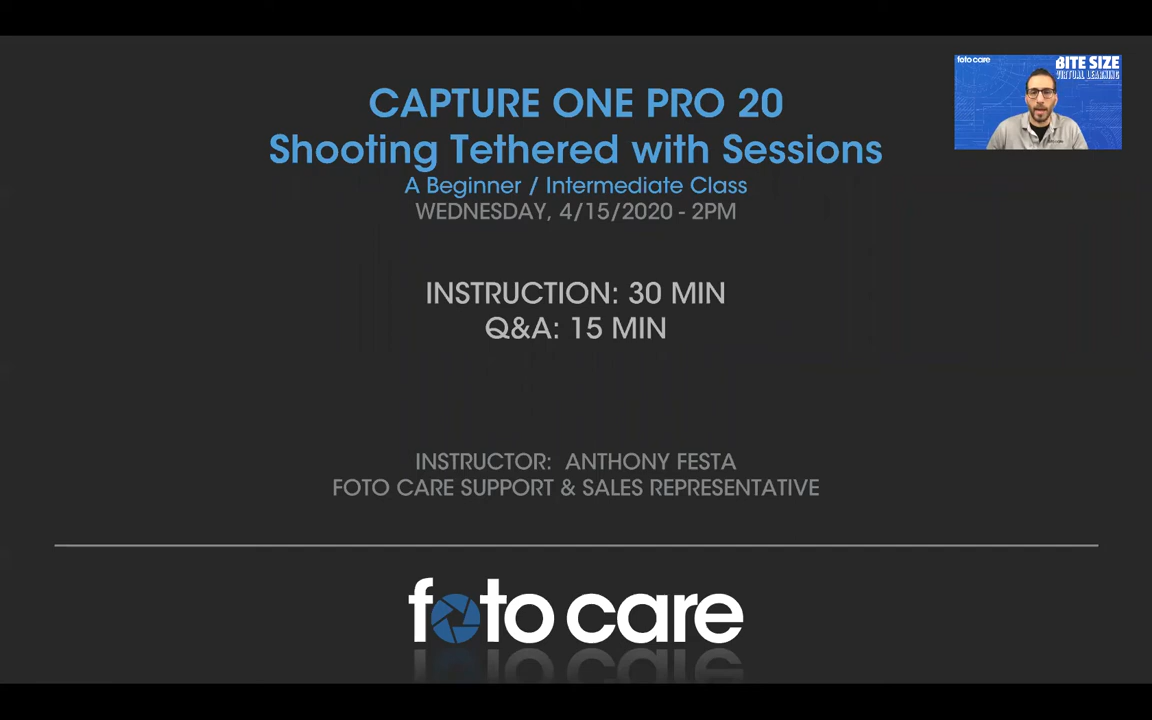 foto care
BITE SIZE
VIRTUAL LEARNING
CAPTURE ONE PRO 20
Shooting Tethered with Sessions
A Beginner / Intermediate Class
WEDNESDAY, 4/15/2020 - 2PM
INSTRUCTION: 30 MIN
Q&A: 15 MIN
INSTRUCTOR: ANTHONY FESTA
FOTO CARE SUPPORT & SALES REPRESENTATIVE
foto care